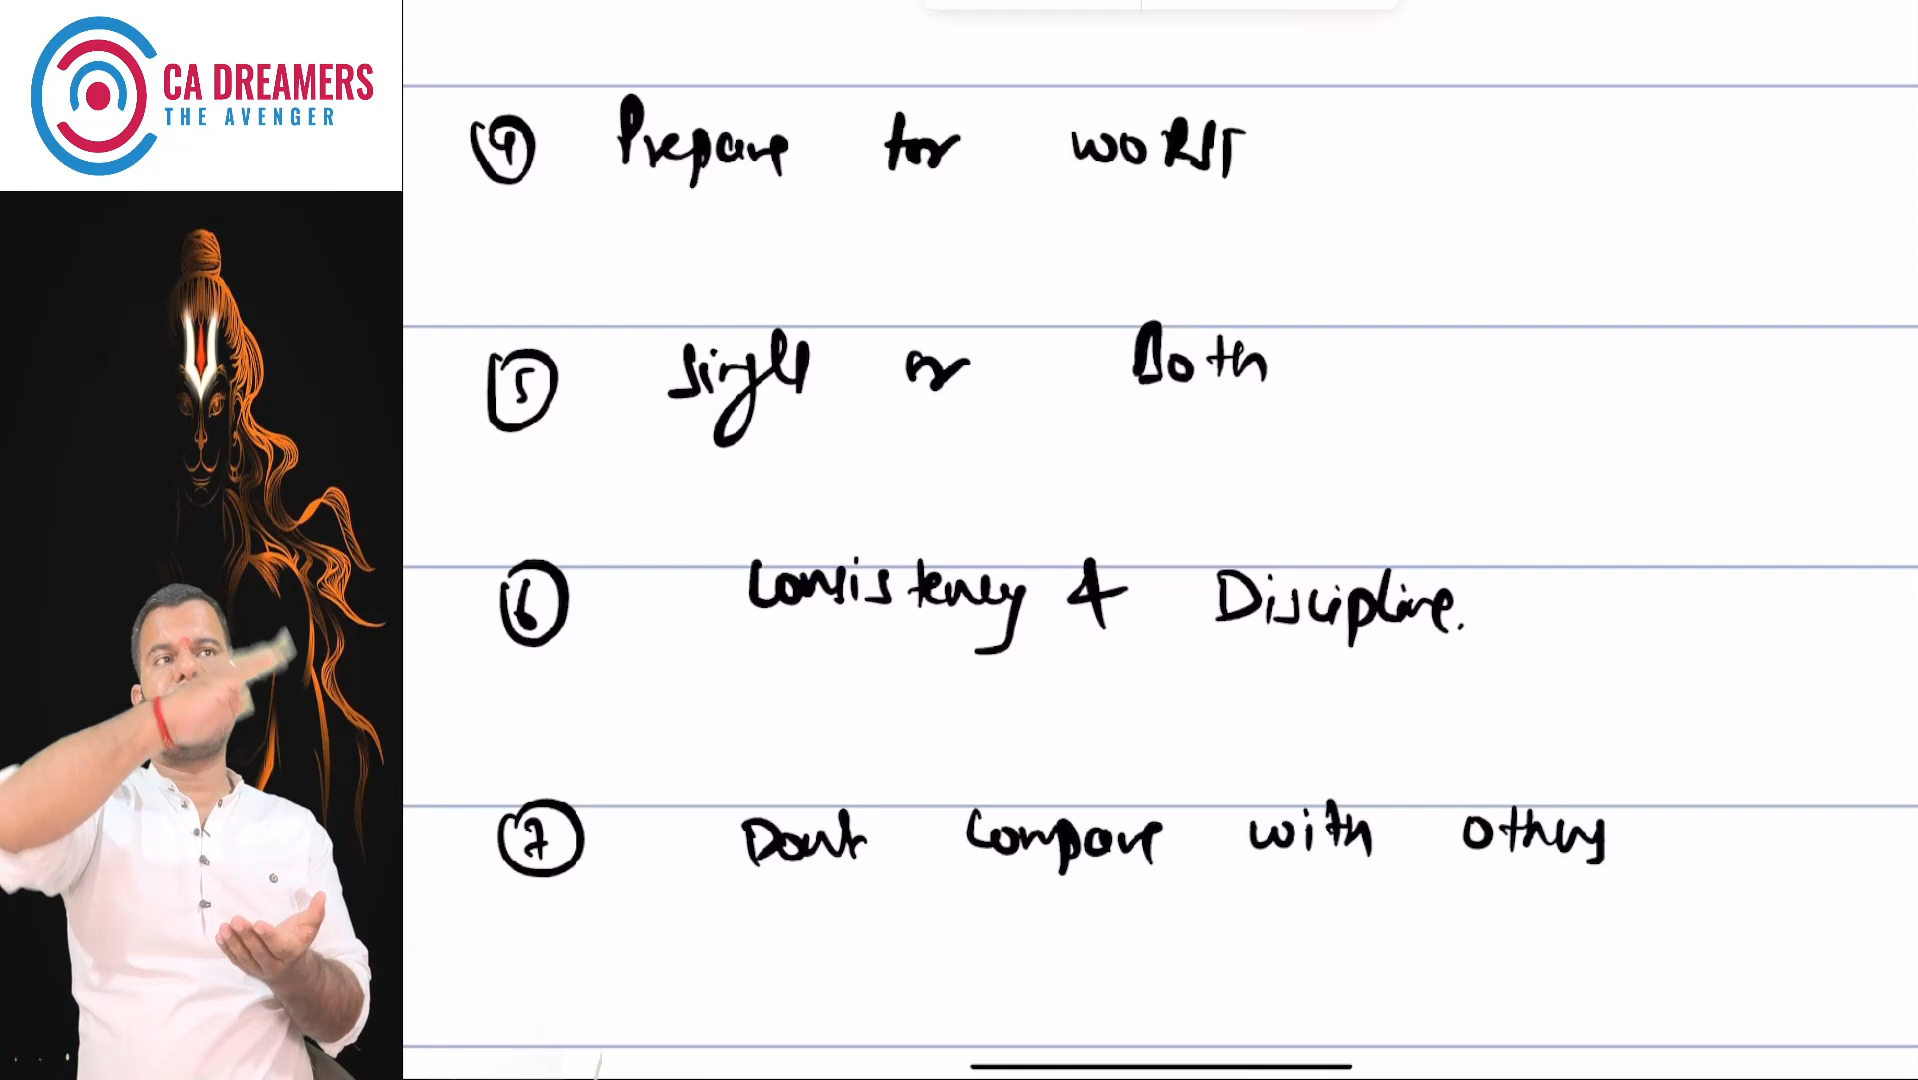 CA DREAMERS
THE AVENGER
④ Prepare for WORST
⑤ Single or Both
⑥ Consistency & Discipline.
⑦ Dont Compare with others